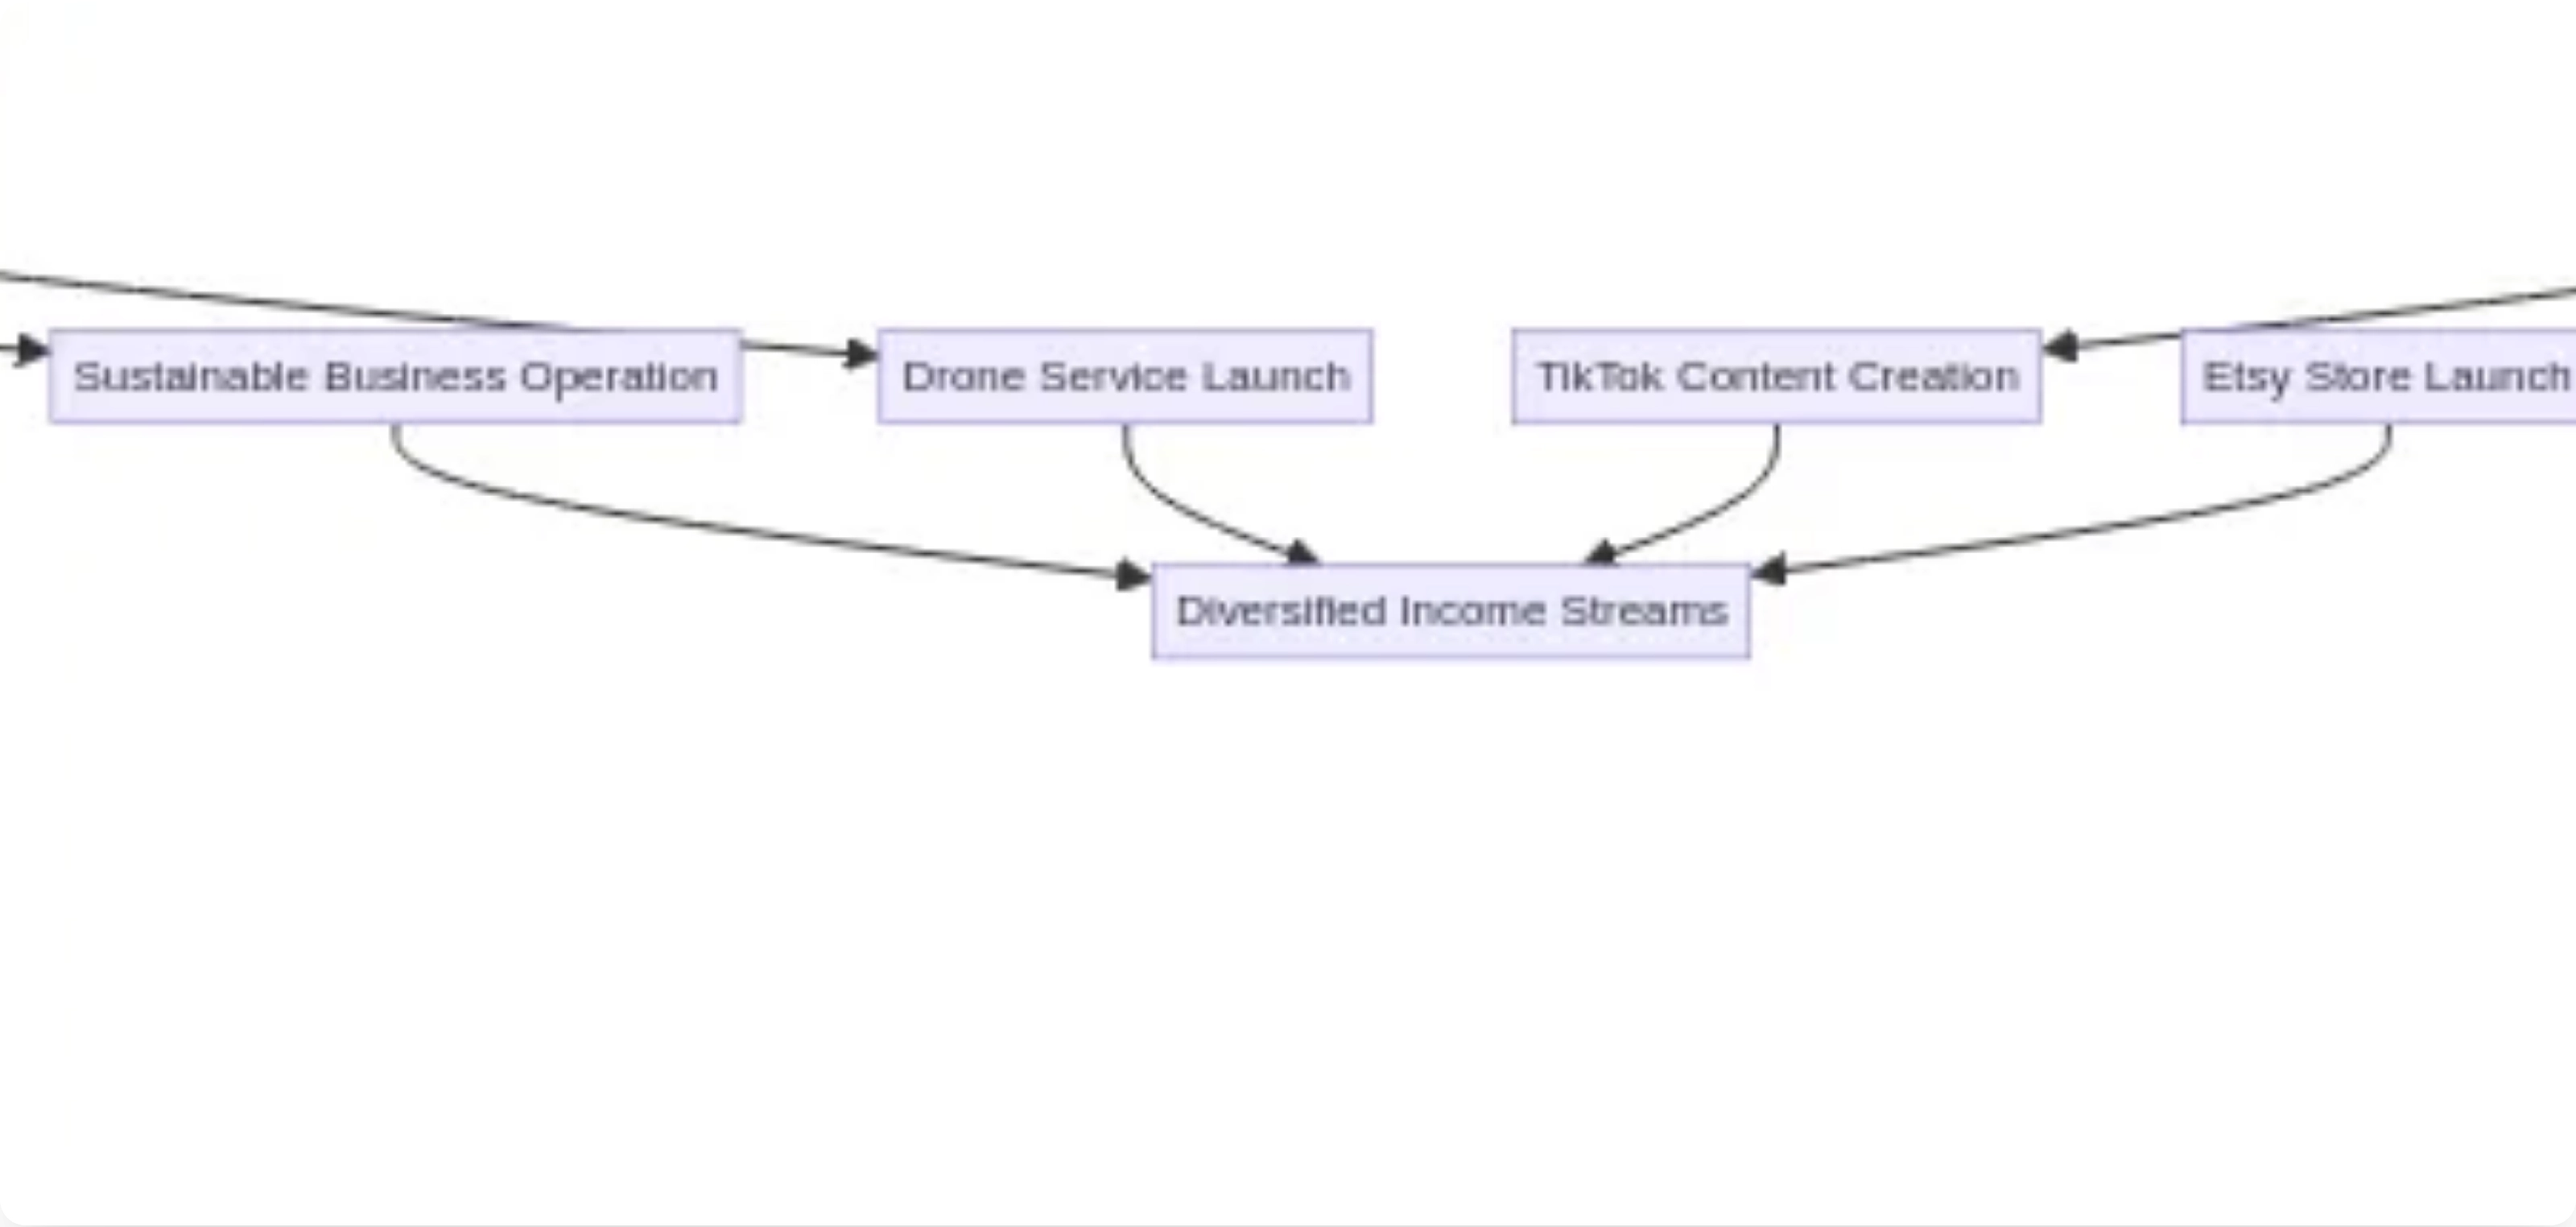 Sustainable Business Operation
Drone Service Launch
TikTok Content Creation
Etsy Store Launch
Diversified Income Streams